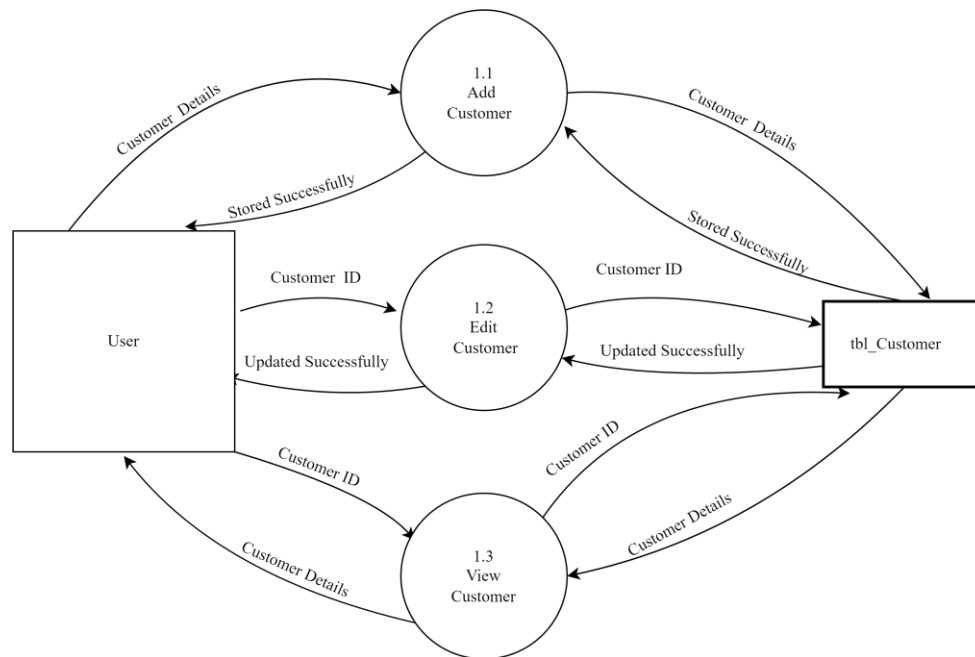 1.1
Add
Customer
Customer Details
Customer Details
Stored Successfully
Stored Successfully
Customer ID
Customer ID
User
1.2
Edit
Customer
tbl_Customer
Updated Successfully
Updated Successfully
Customer ID
Customer ID
Customer Details
Customer Details
1.3
View
Customer